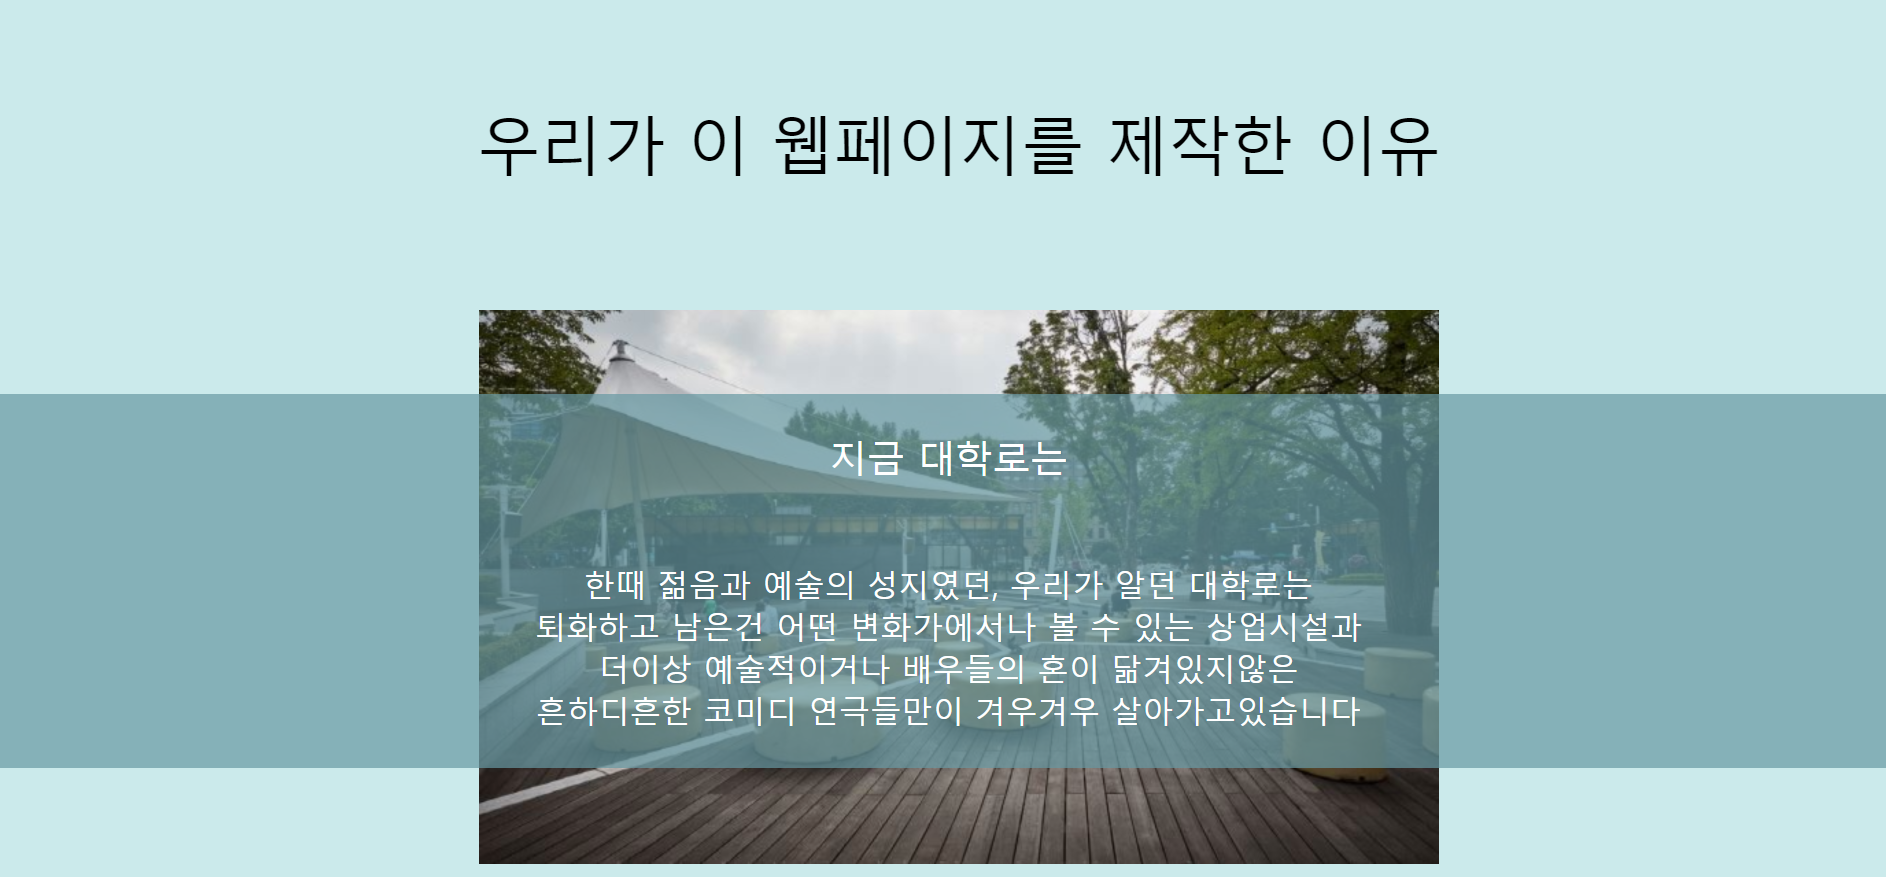 우리가 이 웹페이지를 제작한 이유
지금 대학로는
한때 젊음과 예술의 성지였던, 우리가 알던 대학로는
퇴화하고 남은건 어떤 변화가에서나 볼 수 있는 상업시설과
더이상 예술적이거나 배우들의 혼이 닮겨있지않은
흔하디흔한 코미디 연극들만이 겨우겨우 살아가고있습니다